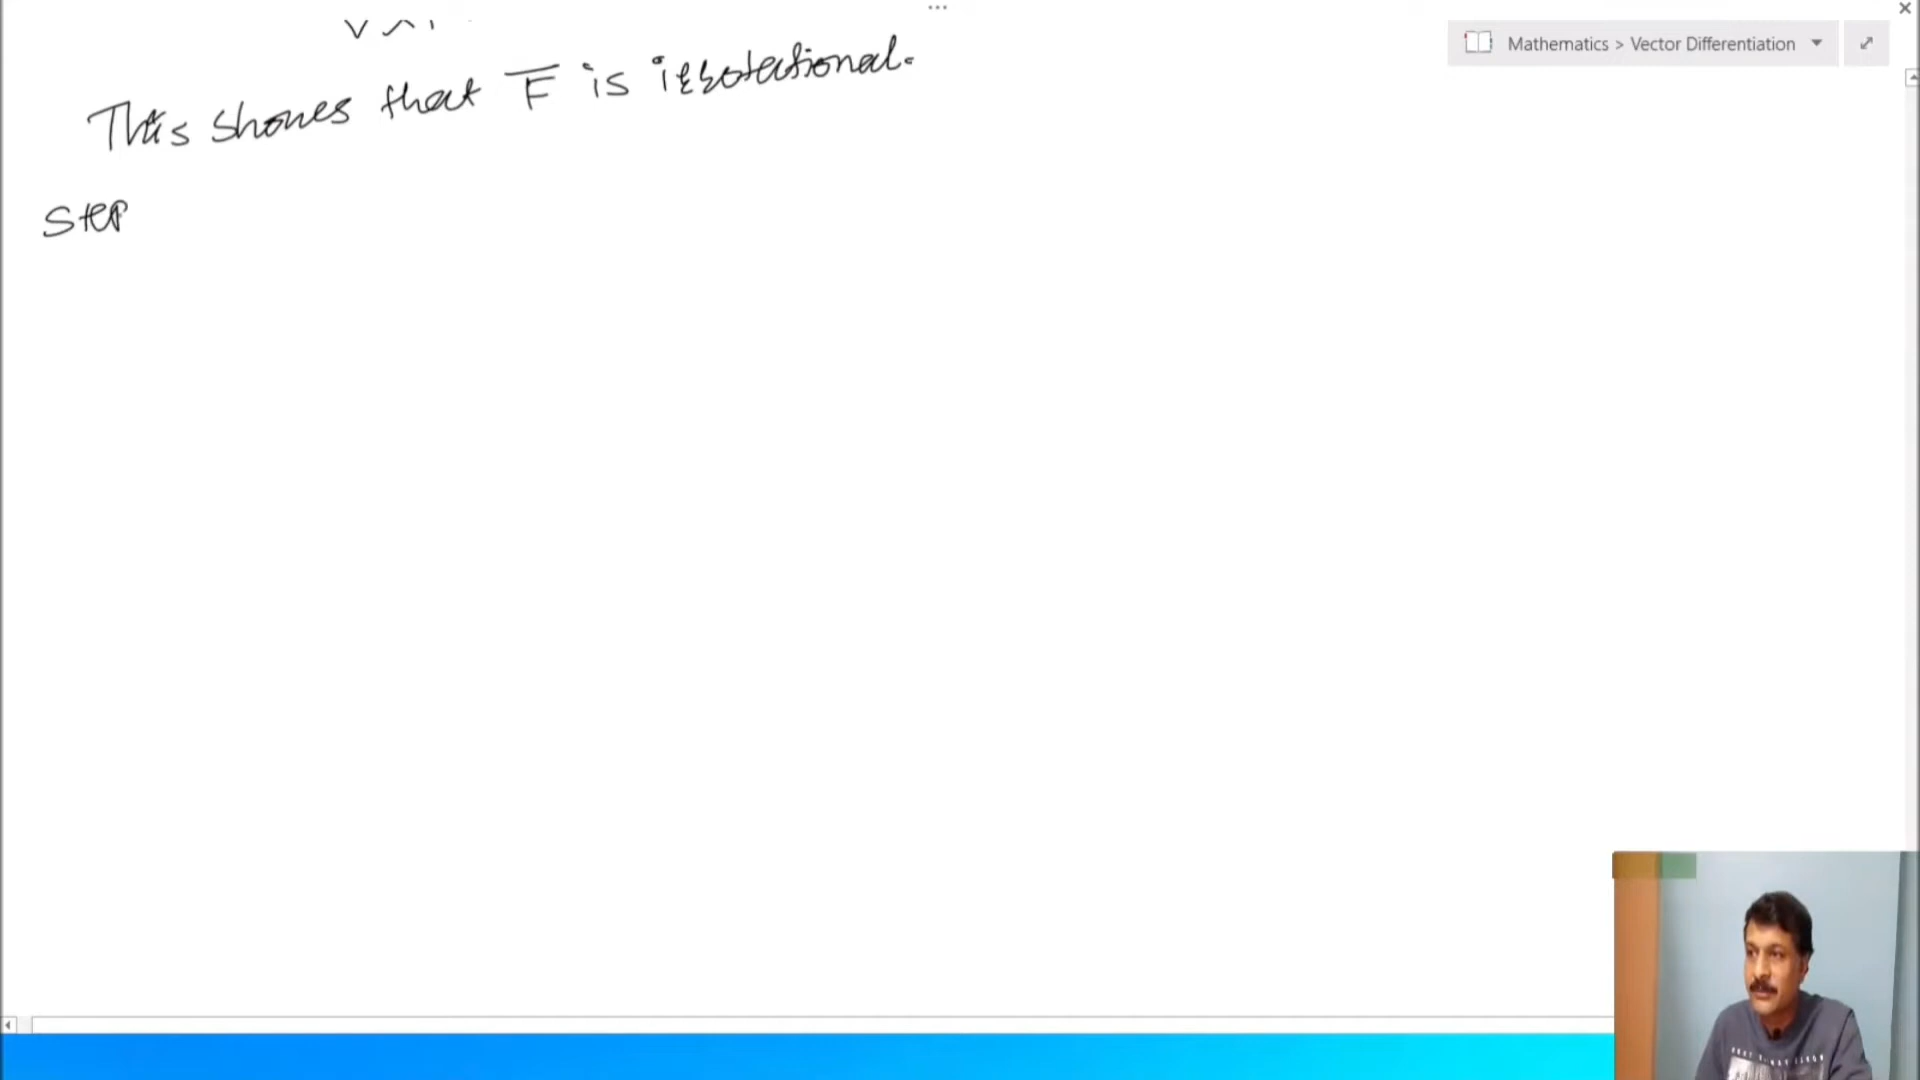 Mathematics > Vector Differentiation
This shows that F is irrotational.
Step